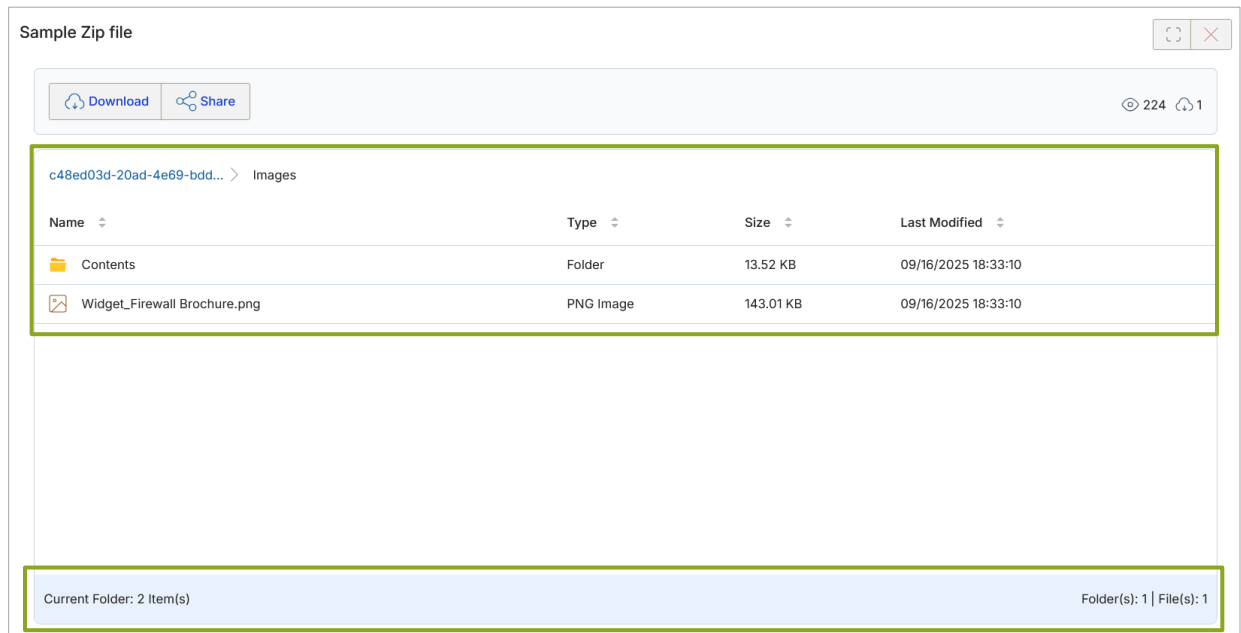 Sample Zip file
Download Share 224 1
c48ed03d-20ad-4e69-bdd... Images
Name Type Size Last Modified
Contents Folder 13.52 KB 09/16/2025 18:33:10
Widget_Firewall Brochure.png PNG Image 143.01 KB 09/16/2025 18:33:10
Current Folder: 2 Item(s) Folder(s): 1 | File(s): 1